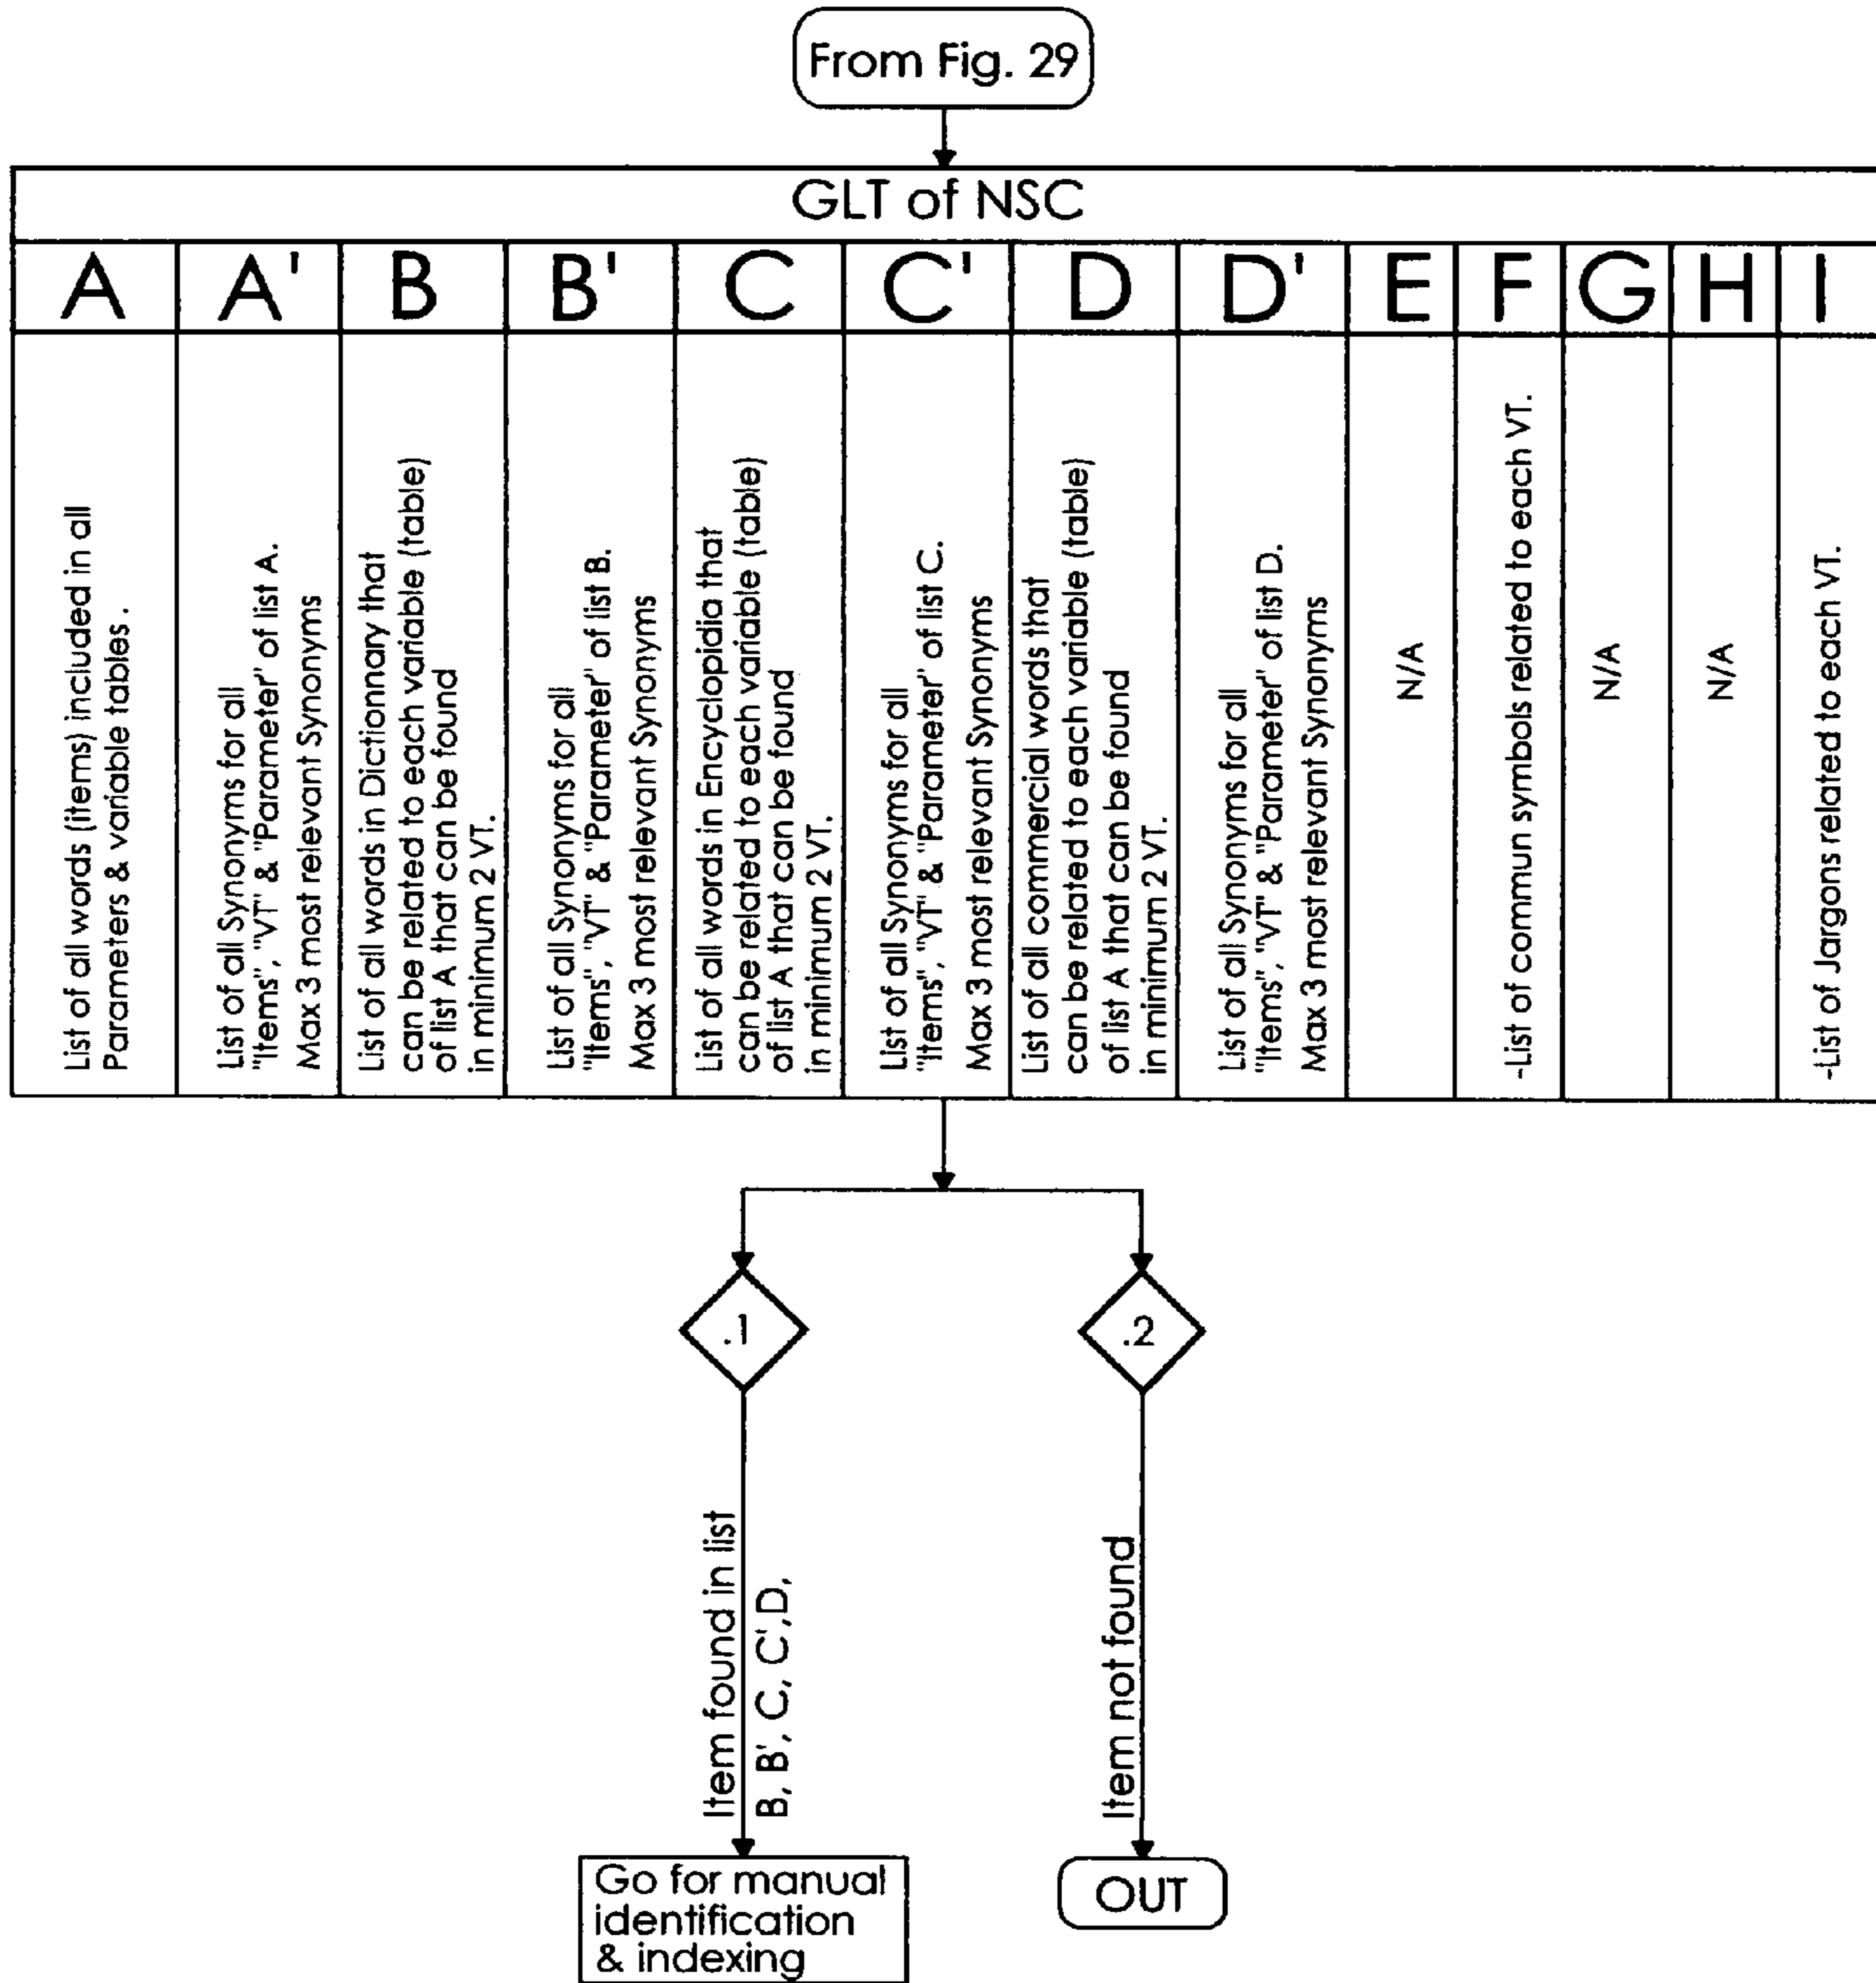 From Fig. 29
GLT of NSC
A
A'
B
B'
C
C'
D
D'
E
F
G
H
I
List of all words (items) included in all
Parameters & variable tables .
List of all Synonyms for all
"Items", "VT" & "Parameter" of list A.
Max 3 most relevant Synonyms
List of all words in Dictionnary that
can be related to each variable (table)
of list A that can be found
in minimum 2 VT.
List of all Synonyms for all
"Items", "VT" & "Parameter" of list B.
Max 3 most relevant Synonyms
List of all words in Encyclopidia that
can be related to each variable (table)
of list A that can be found
in minimum 2 VT.
List of all Synonyms for all
"Items", "VT" & "Parameter" of list C.
Max 3 most relevant Synonyms
List of all commercial words that
can be related to each variable (table)
of list A that can be found
in minimum 2 VT.
List of all Synonyms for all
"Items", "VT" & "Parameter" of list D.
Max 3 most relevant Synonyms
N/A
-List of commun symbols related to each VT.
N/A
N/A
-List of Jargons related to each VT.
.1
.2
Item found in list
B, B', C, C',D,
Item not found
Go for manual
identification
& indexing
OUT